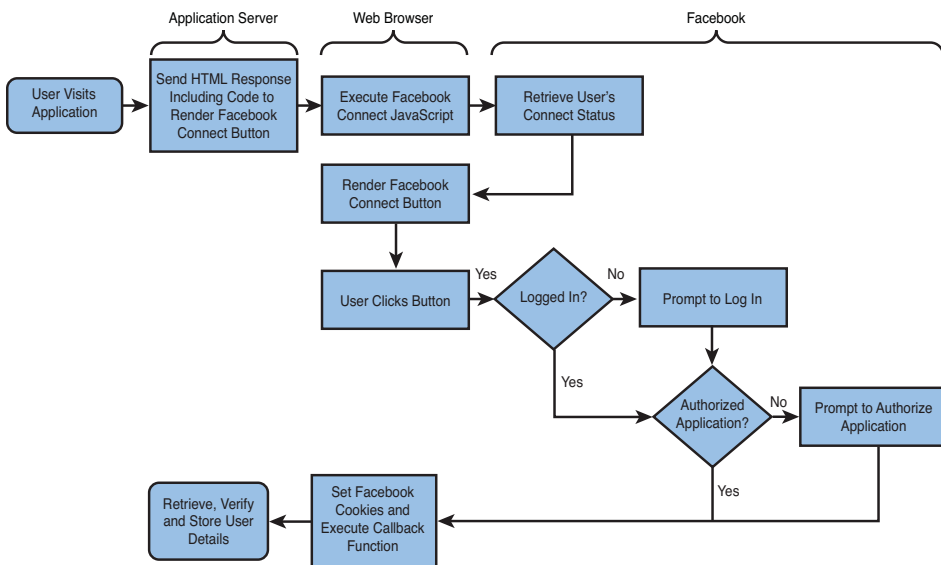 Application Server
Web Browser
Facebook
User Visits
Application
Send HTML Response
Including Code to
Render Facebook
Connect Button
Execute Facebook
Connect JavaScript
Retrieve User's
Connect Status
Render Facebook
Connect Button
User Clicks Button
Yes
Logged In?
No
Prompt to Log In
Yes
Authorized
Application?
No
Prompt to Authorize
Application
Yes
Set Facebook
Cookies and
Execute Callback
Function
Retrieve, Verify
and Store User
Details